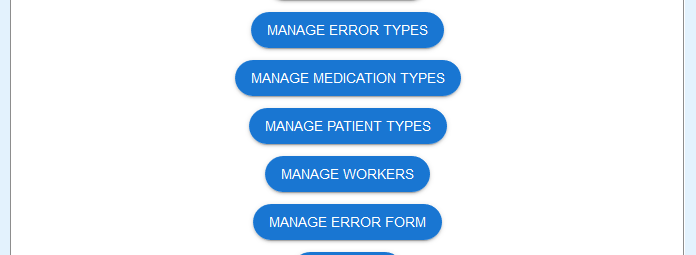 MANAGE ERROR TYPES
MANAGE MEDICATION TYPES
MANAGE PATIENT TYPES
MANAGE WORKERS
MANAGE ERROR FORM